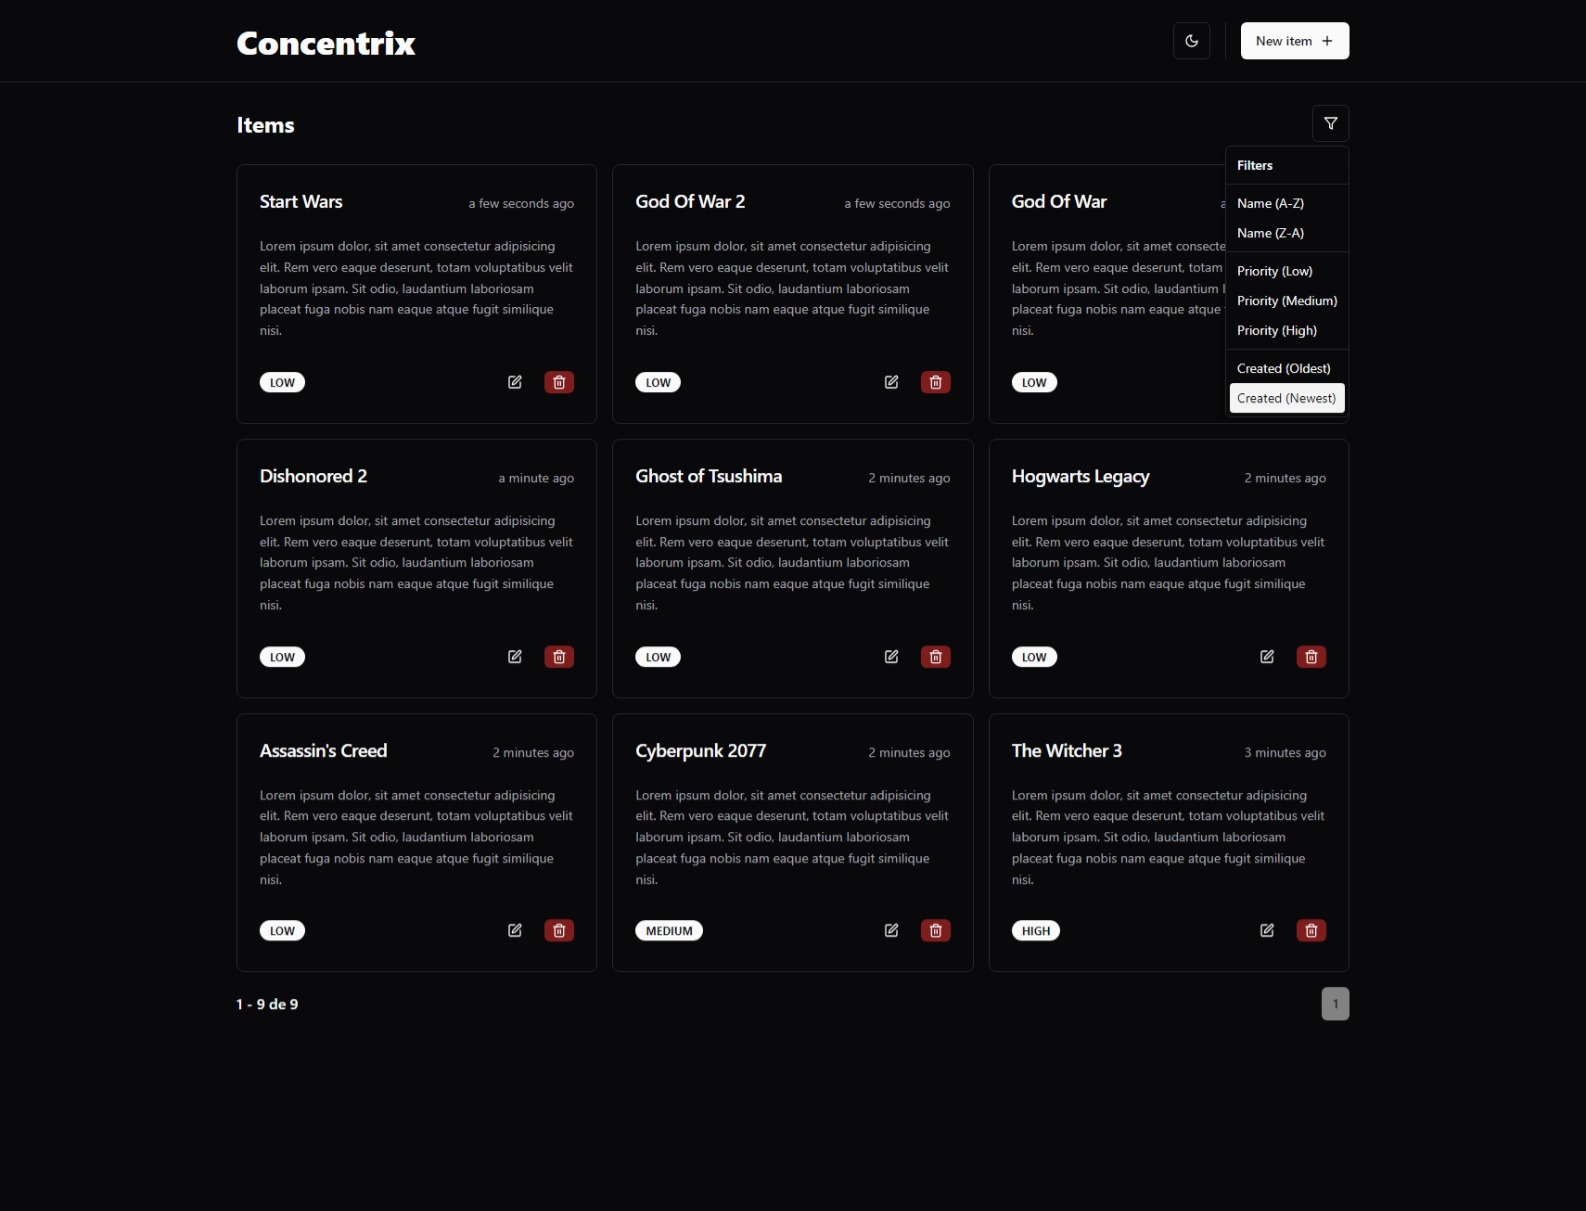 Concentrix
New item
Items
Filters
Name (A-Z)
Name (Z-A)
Priority (Low)
Priority (Medium)
Priority (High)
Created (Oldest)
Created (Newest)
Start Wars
a few seconds ago
Lorem ipsum dolor, sit amet consectetur adipisicing
elit. Rem vero eaque deserunt, totam voluptatibus velit
laborum ipsam. Sit odio, laudantium laboriosam
placeat fuga nobis nam eaque atque fugit similique
nisi.
LOW
God Of War 2
a few seconds ago
Lorem ipsum dolor, sit amet consectetur adipisicing
elit. Rem vero eaque deserunt, totam voluptatibus velit
laborum ipsam. Sit odio, laudantium laboriosam
placeat fuga nobis nam eaque atque fugit similique
nisi.
LOW
God Of War
Lorem ipsum dolor, sit amet consecte
elit. Rem vero eaque deserunt, totam
laborum ipsam. Sit odio, laudantium
placeat fuga nobis nam eaque atque
nisi.
LOW
Dishonored 2
a minute ago
Lorem ipsum dolor, sit amet consectetur adipisicing
elit. Rem vero eaque deserunt, totam voluptatibus velit
laborum ipsam. Sit odio, laudantium laboriosam
placeat fuga nobis nam eaque atque fugit similique
nisi.
LOW
Ghost of Tsushima
2 minutes ago
Lorem ipsum dolor, sit amet consectetur adipisicing
elit. Rem vero eaque deserunt, totam voluptatibus velit
laborum ipsam. Sit odio, laudantium laboriosam
placeat fuga nobis nam eaque atque fugit similique
nisi.
LOW
Hogwarts Legacy
2 minutes ago
Lorem ipsum dolor, sit amet consectetur adipisicing
elit. Rem vero eaque deserunt, totam voluptatibus velit
laborum ipsam. Sit odio, laudantium laboriosam
placeat fuga nobis nam eaque atque fugit similique
nisi.
LOW
Assassin's Creed
2 minutes ago
Lorem ipsum dolor, sit amet consectetur adipisicing
elit. Rem vero eaque deserunt, totam voluptatibus velit
laborum ipsam. Sit odio, laudantium laboriosam
placeat fuga nobis nam eaque atque fugit similique
nisi.
LOW
Cyberpunk 2077
2 minutes ago
Lorem ipsum dolor, sit amet consectetur adipisicing
elit. Rem vero eaque deserunt, totam voluptatibus velit
laborum ipsam. Sit odio, laudantium laboriosam
placeat fuga nobis nam eaque atque fugit similique
nisi.
MEDIUM
The Witcher 3
3 minutes ago
Lorem ipsum dolor, sit amet consectetur adipisicing
elit. Rem vero eaque deserunt, totam voluptatibus velit
laborum ipsam. Sit odio, laudantium laboriosam
placeat fuga nobis nam eaque atque fugit similique
nisi.
HIGH
1 - 9 de 9
1